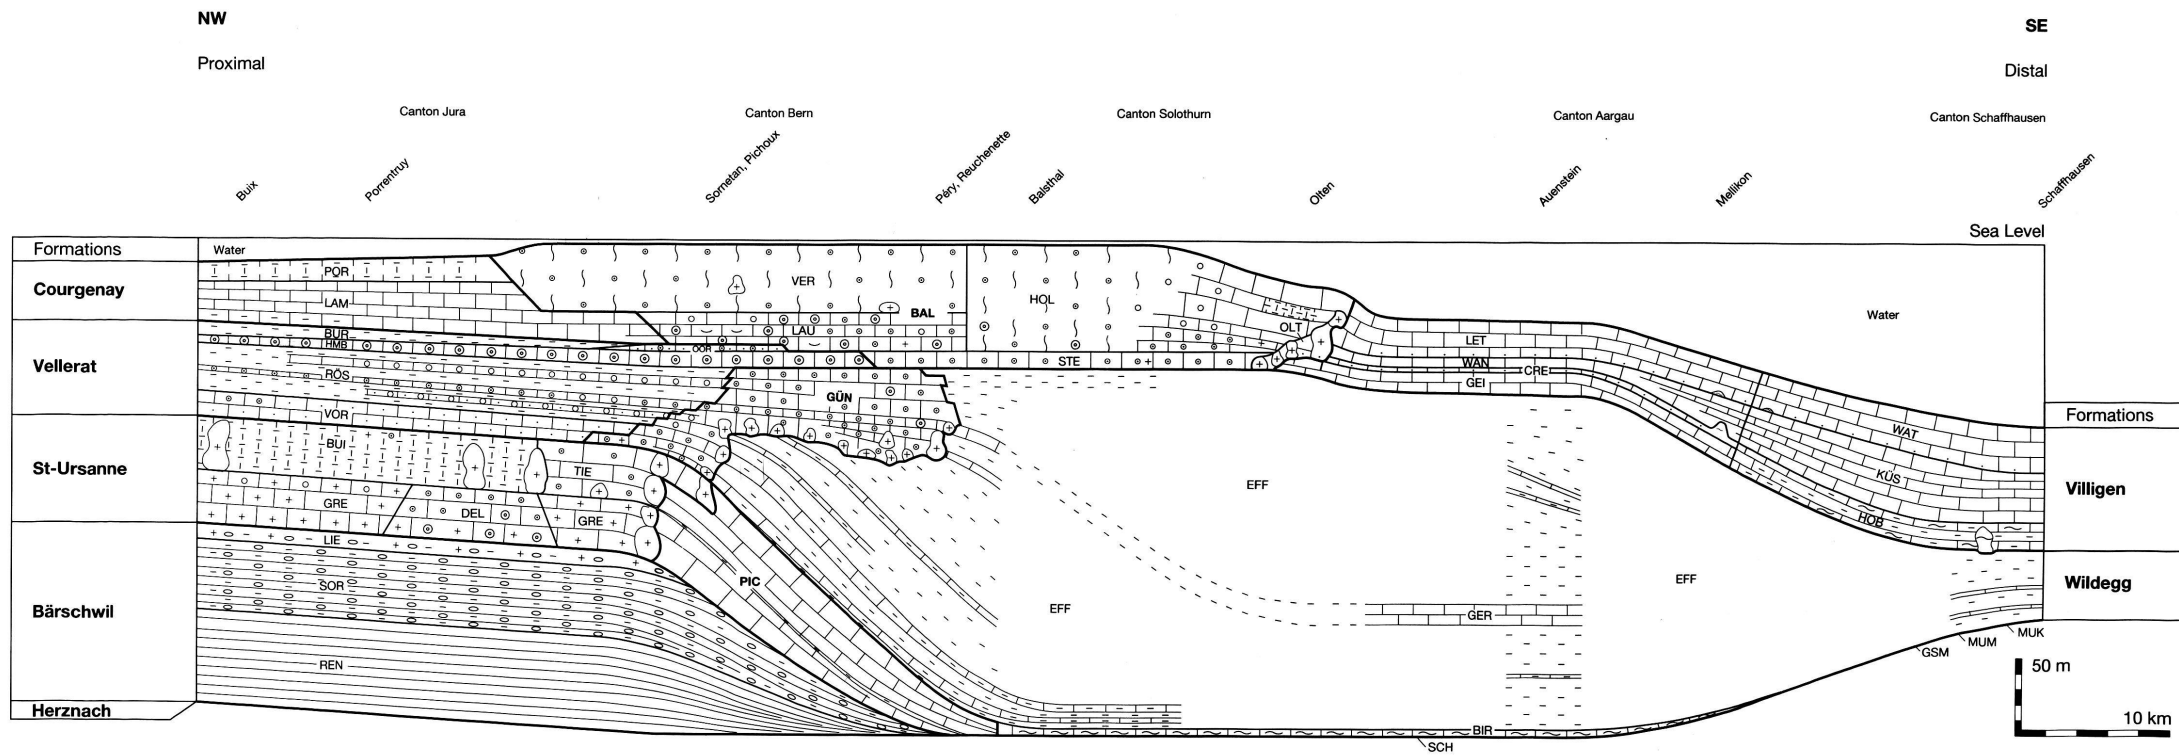 NW
SE
Proximal
Distal
Canton Jura
Canton Bern
Canton Solothurn
Canton Aargau
Canton Schaffhausen
Buix
Porrentruy
Sornetan, Pichoux
Péry, Reuchenette
Balsthal
Olten
Auenstein
Mellikon
Schaffhausen
Sea Level
Formations
Water
POR
Courgenay
LAM
VER
BAL
HOL
Water
OLT
LAU
BUR
HMB
OOR
Vellerat
RÖS
STE
LET
WAN
CRE
GEI
GÜN
VOR
Formations
WAT
BUI
St-Ursanne
TIE
KÜS
EFF
Villigen
GRE
DEL
GRE
HOB
LIE
SOR
PIC
EFF
EFF
Wildegg
Bärschwil
GER
MUK
MUM
GSM
REN
50 m
Herznach
10 km
BIR
SCH